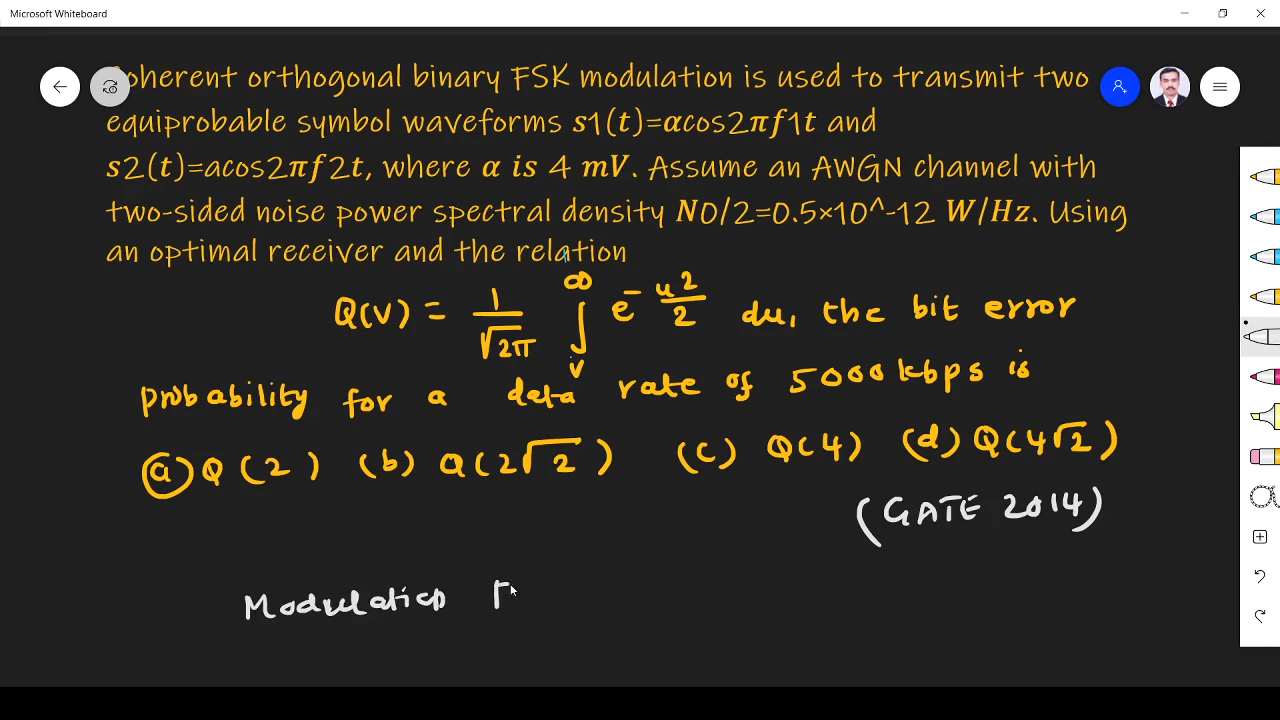 Microsoft Whiteboard
oherent orthogonal binary FSK modulation is used to transmit two
equiprobable symbol waveforms s1(t)=αcos2πf1t and
s2(t)=acos2πf2t, where α is 4 mV. Assume an AWGN channel with
two-sided noise power spectral density N0/2=0.5×10^-12 W/Hz. Using
an optimal receiver and the relation
Q(V) = 1/√2π ∫v^∞ e^-u2/2 du, the bit error
probability for a data rate of 5000kbps is
(a) Q(2) (b) Q(2√2) (c) Q(4) (d) Q(4√2)
(GATE 2014)
Modulation